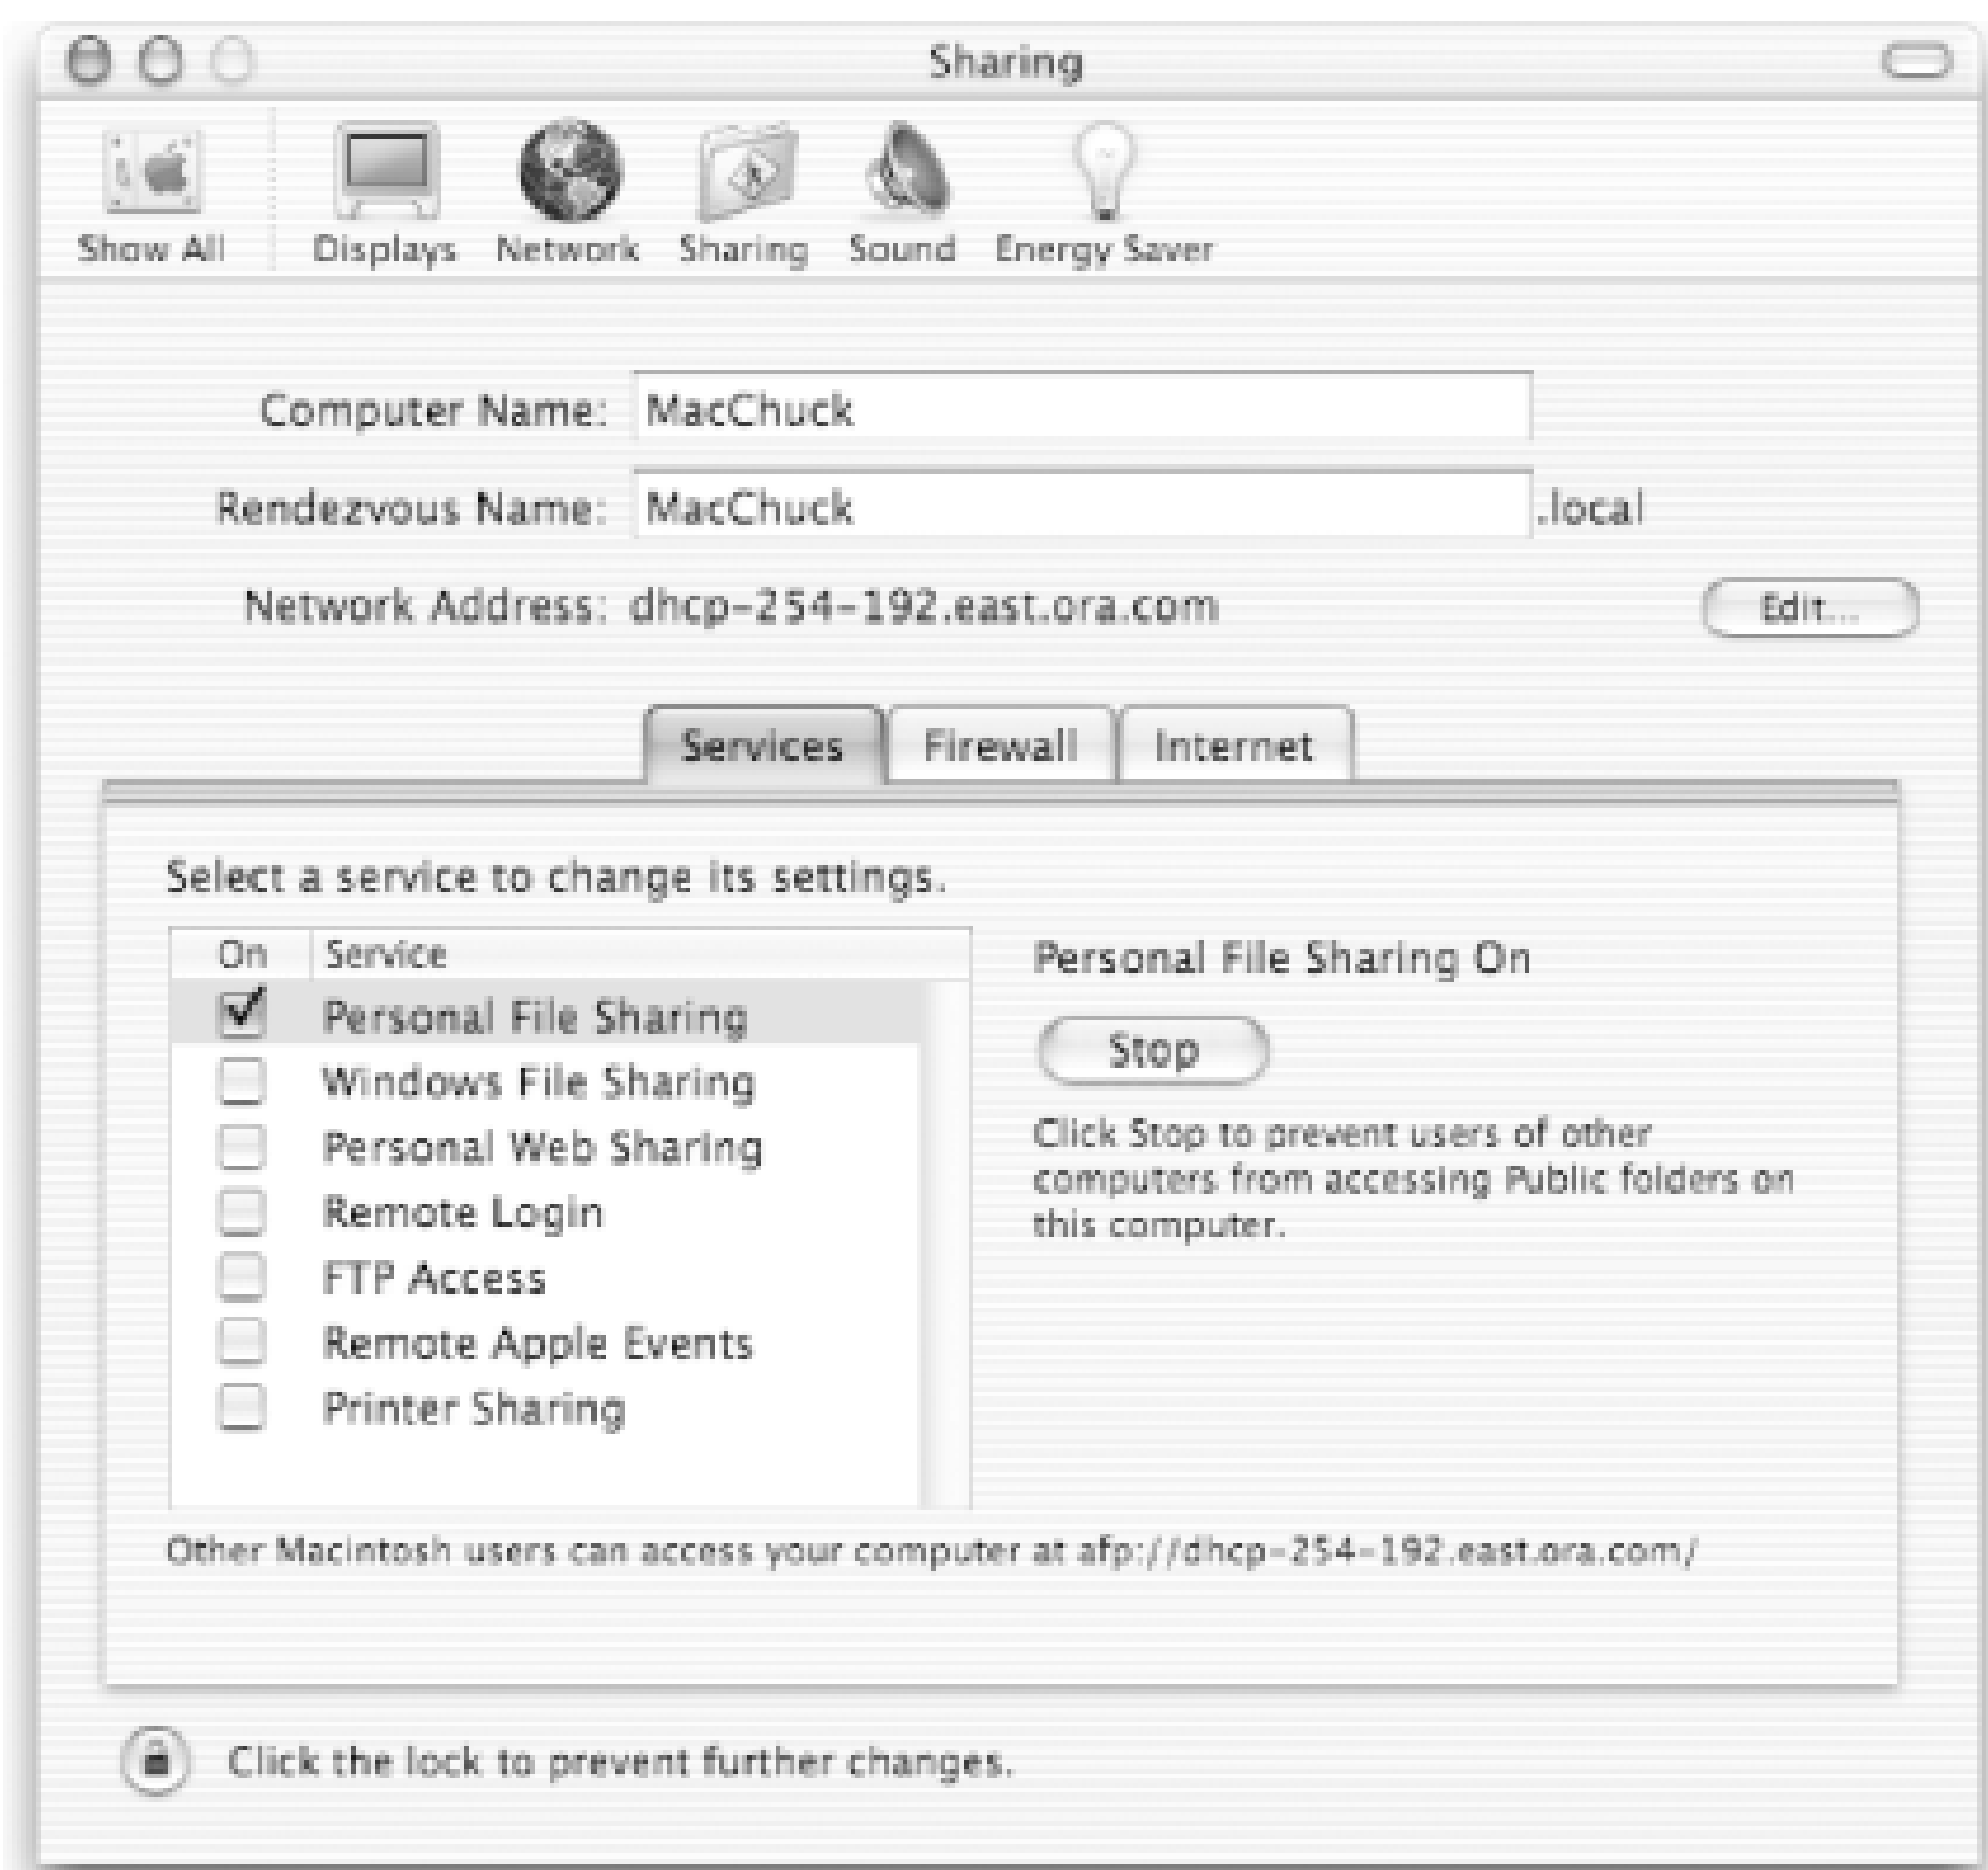 Sharing
Show All Displays Network Sharing Sound Energy Saver
Computer Name: MacChuck
Rendezvous Name: MacChuck .local
Network Address: dhcp-254-192.east.ora.com Edit...
Services Firewall Internet
Select a service to change its settings.
On Service
Personal File Sharing
Windows File Sharing
Personal Web Sharing
Remote Login
FTP Access
Remote Apple Events
Printer Sharing
Personal File Sharing On
Stop
Click Stop to prevent users of other
computers from accessing Public folders on
this computer.
Other Macintosh users can access your computer at afp://dhcp-254-192.east.ora.com/
Click the lock to prevent further changes.